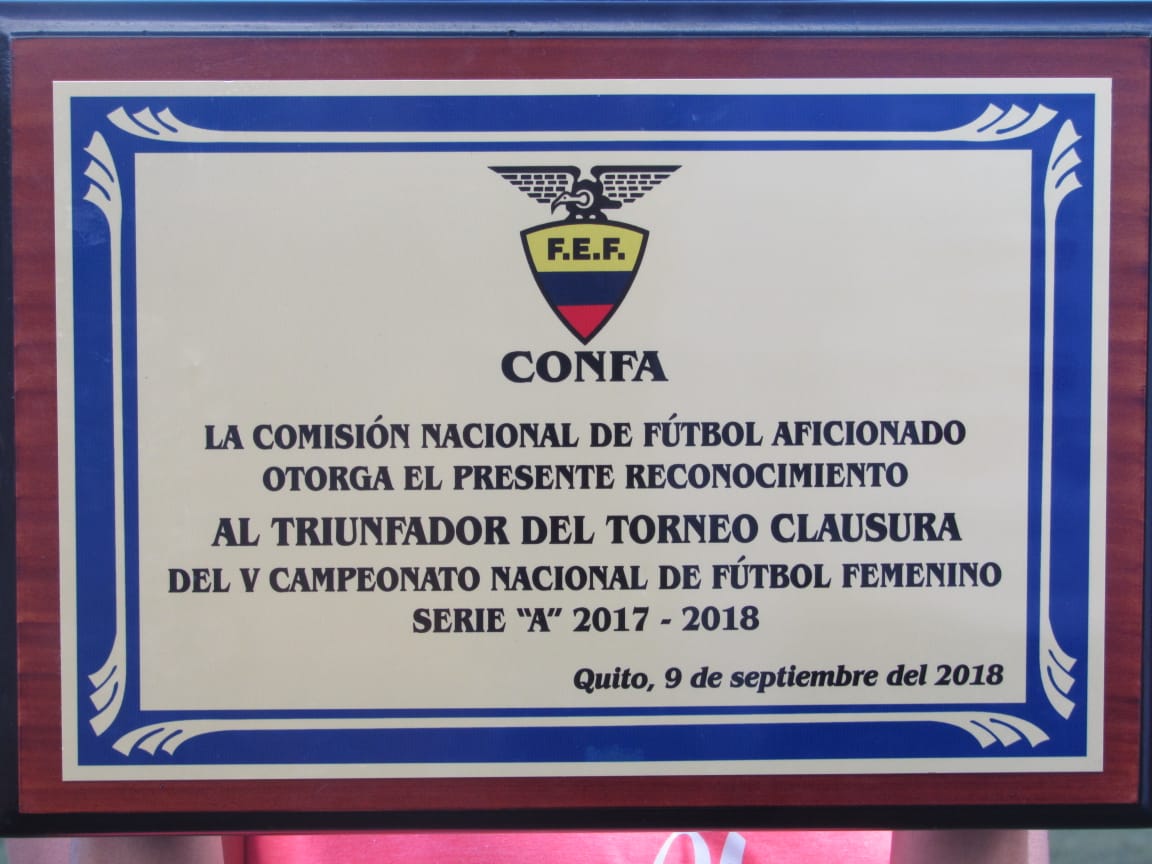 F.E.F.
CONFA
LA COMISIÓN NACIONAL DE FÚTBOL AFICIONADO
OTORGA EL PRESENTE RECONOCIMIENTO
AL TRIUNFADOR DEL TORNEO CLAUSURA
DEL V CAMPEONATO NACIONAL DE FÚTBOL FEMENINO
SERIE “A” 2017 - 2018
Quito, 9 de septiembre del 2018